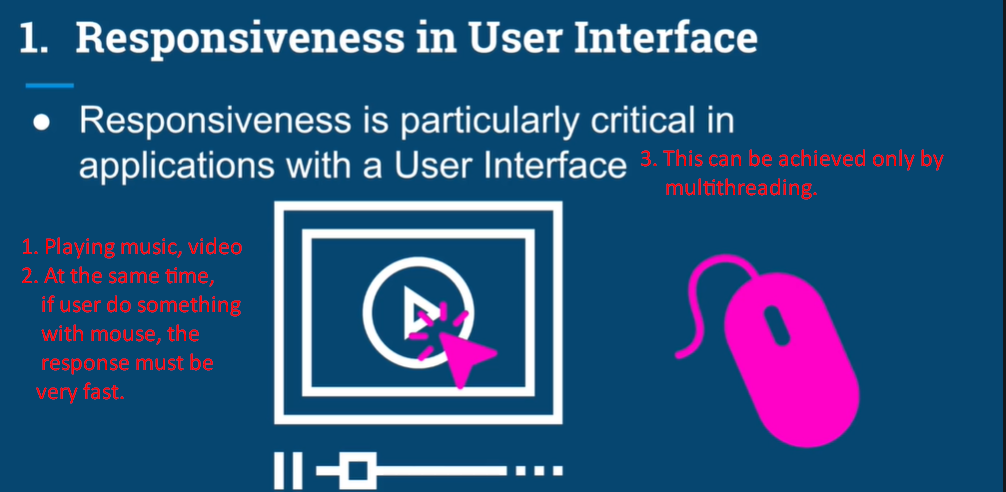 1. Responsiveness in User Interface
● Responsiveness is particularly critical in
applications with a User Interface
3. This can be achieved only by
multithreading.
1. Playing music, video
2. At the same time,
if user do something
with mouse, the
response must be
very fast.